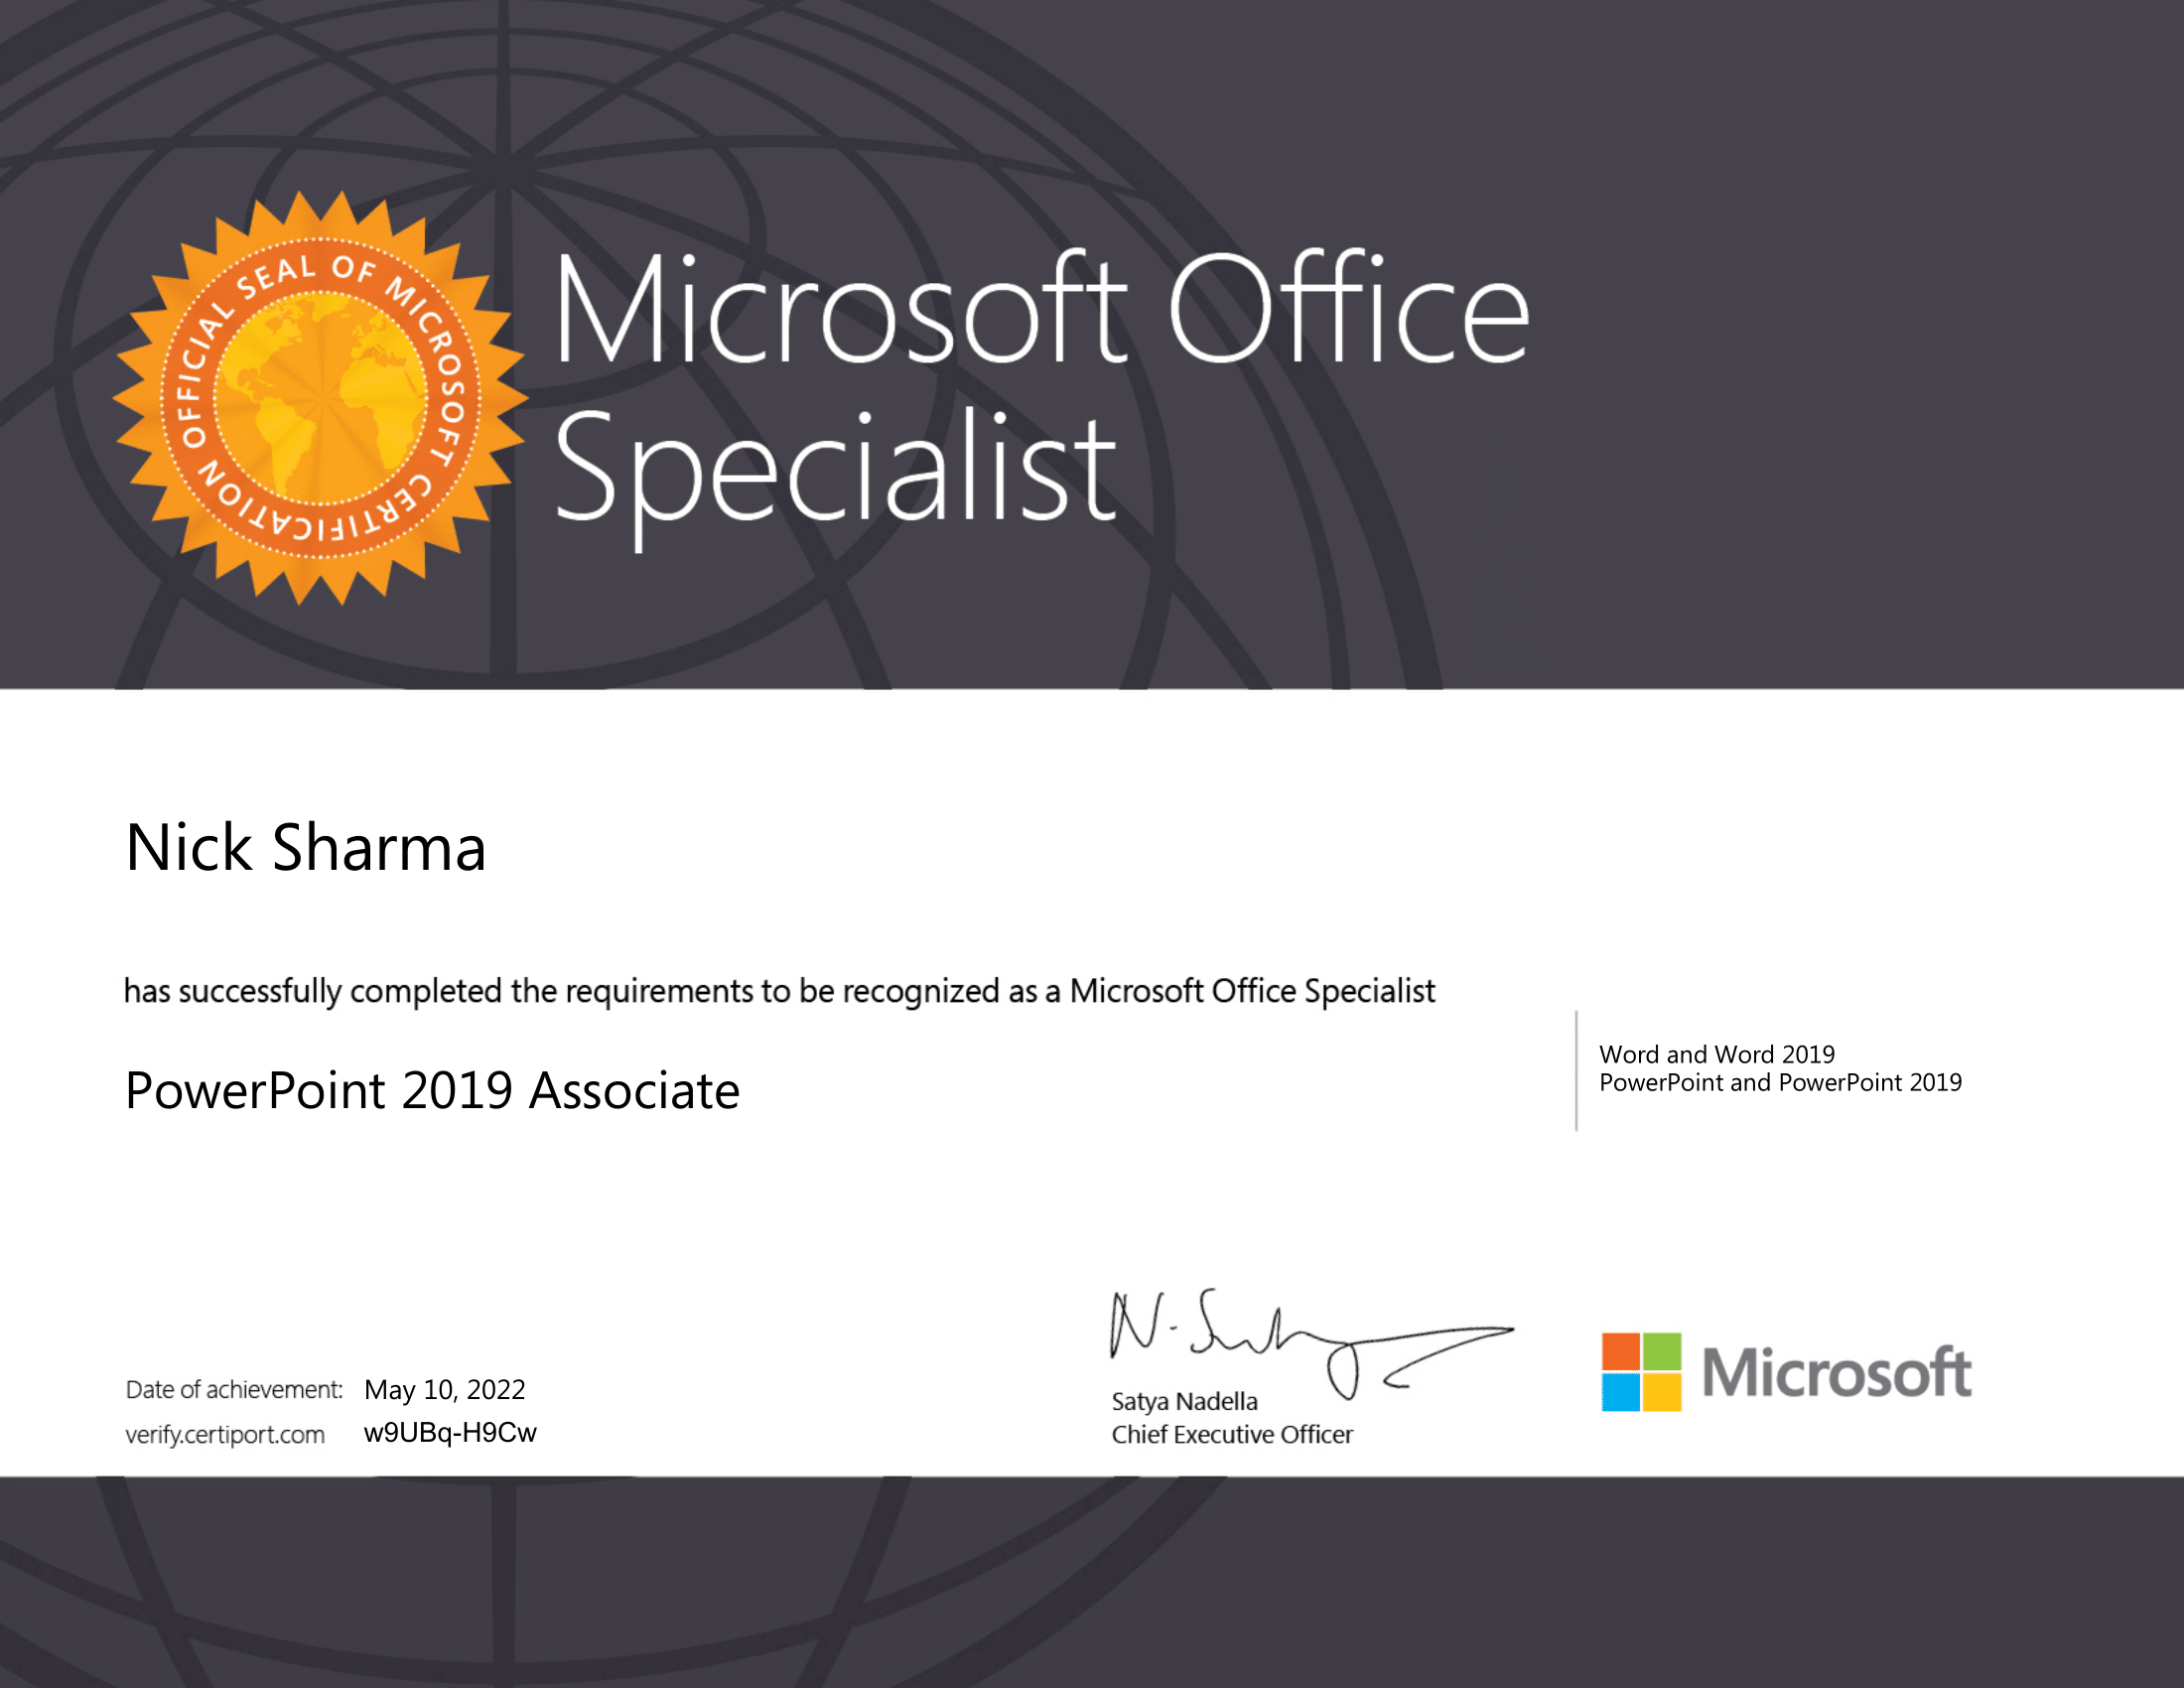 OFFICIAL SEAL OF MICROSOFT CERTIFICATION
Microsoft Office
Specialist
Nick Sharma
has successfully completed the requirements to be recognized as a Microsoft Office Specialist
PowerPoint 2019 Associate
Word and Word 2019
PowerPoint and PowerPoint 2019
Date of achievement: May 10, 2022
verify.certiport.com w9UBq-H9Cw
Satya Nadella
Chief Executive Officer
Microsoft